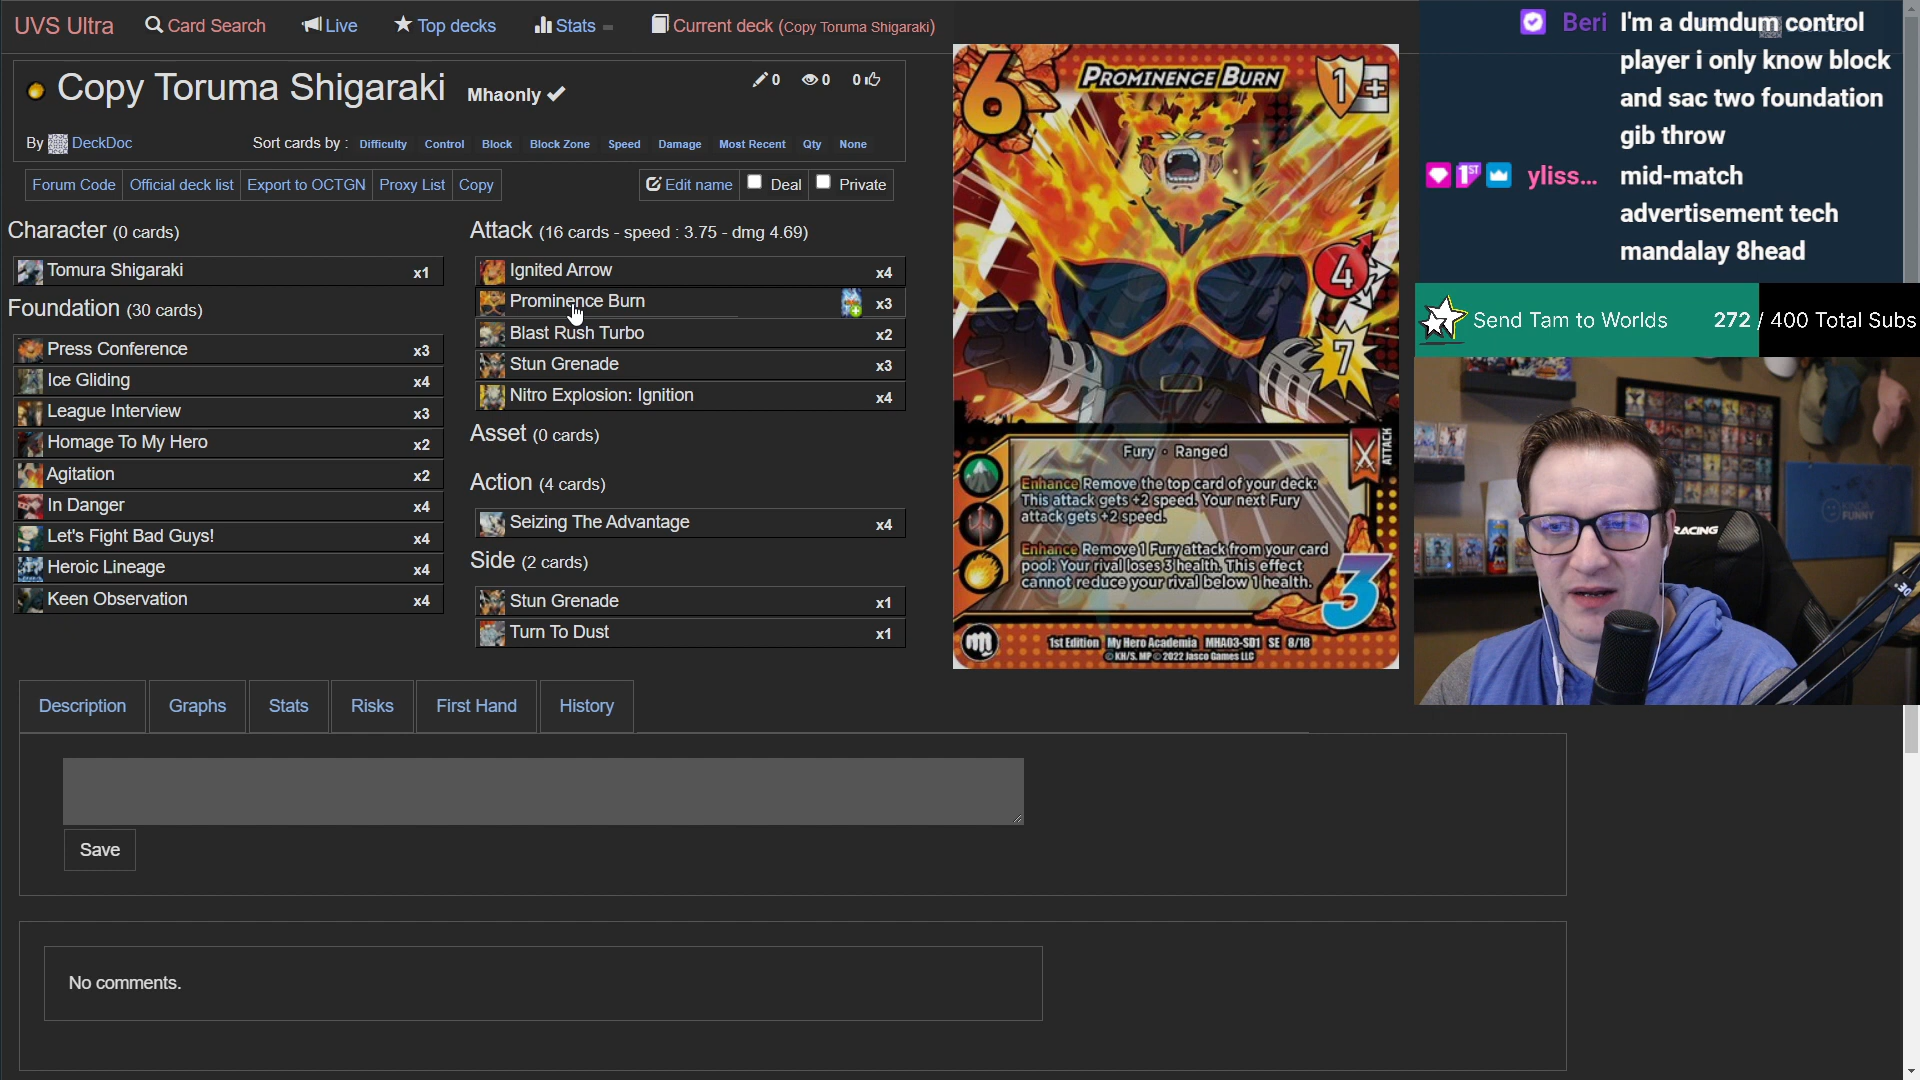 UVS Ultra
Card Search
Live
Top decks
Stats
Current deck (Copy Toruma Shigaraki)
Copy Toruma Shigaraki Mhaonly
0 0 0
By DeckDoc
Sort cards by : Difficulty Control Block Block Zone Speed Damage Most Recent Qty None
Forum Code Official deck list Export to OCTGN Proxy List Copy
Edit name Deal Private
Character (0 cards)
Tomura Shigaraki x1
Foundation (30 cards)
Press Conference x3
Ice Gliding x4
League Interview x3
Homage To My Hero x2
Agitation x2
In Danger x4
Let's Fight Bad Guys! x4
Heroic Lineage x4
Keen Observation x4
Attack (16 cards - speed : 3.75 - dmg 4.69)
Ignited Arrow x4
Prominence Burn x3
Blast Rush Turbo x2
Stun Grenade x3
Nitro Explosion: Ignition x4
Asset (0 cards)
Action (4 cards)
Seizing The Advantage x4
Side (2 cards)
Stun Grenade x1
Turn To Dust x1
6
Prominence Burn
1+
4
7
ATTACK
Fury · Ranged
Enhance Remove the top card of your deck:
This attack gets +2 speed. Your next Fury
attack gets +2 speed.
Enhance Remove 1 Fury attack from your card
pool: Your rival loses 3 health. This effect
cannot reduce your rival below 1 health.
3
1st Edition My Hero Academia MHA03-SD1 SE 8/18
©KH/S. MP © 2022 Jasco Games LLC
Beri I'm a dumdum control
player i only know block
and sac two foundation
gib throw
1ST yliss... mid-match
advertisement tech
mandalay 8head
Send Tam to Worlds 272 / 400 Total Subs
RACING
KINDA FUNNY
Description Graphs Stats Risks First Hand History
Save
No comments.